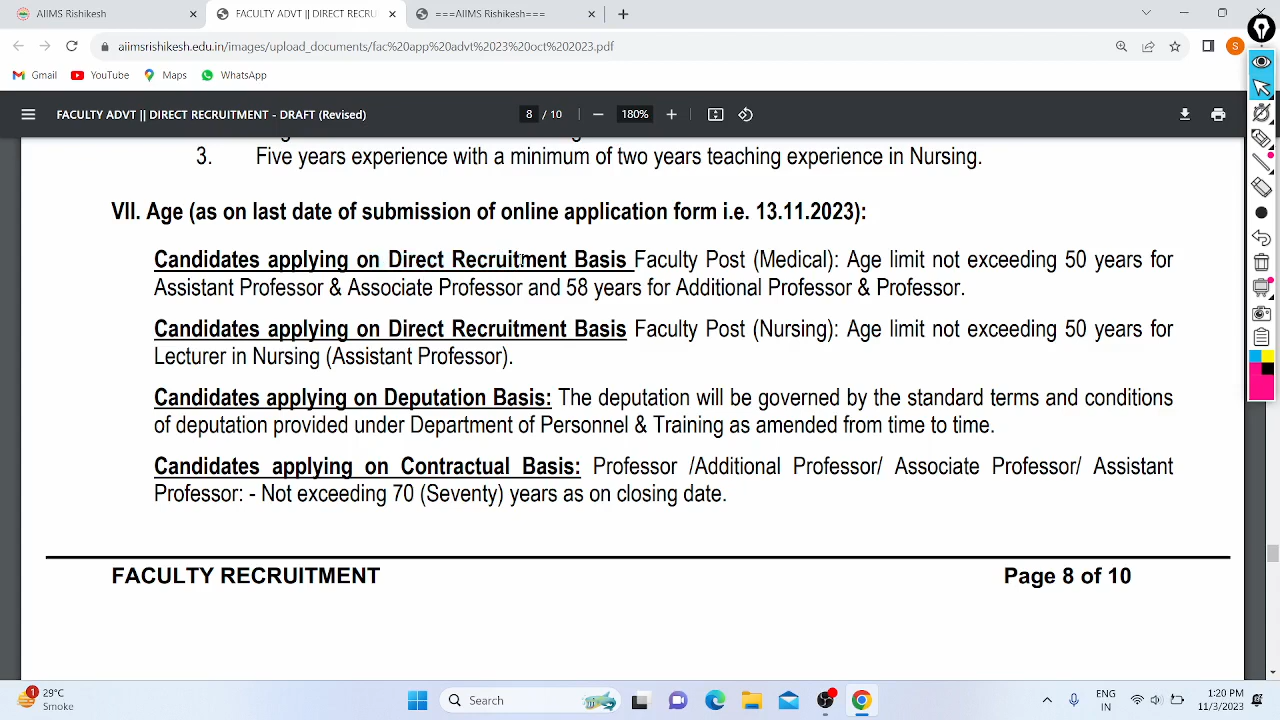 AIIMS Rishikesh
FACULTY ADVT || DIRECT RECRU
===AIIMS Rishikesh===
aiimsrishikesh.edu.in/images/upload_documents/fac%20app%20advt%2023%20oct%202023.pdf
S
Gmail YouTube Maps WhatsApp
FACULTY ADVT || DIRECT RECRUITMENT - DRAFT (Revised)
8 / 10
180%
3. Five years experience with a minimum of two years teaching experience in Nursing.
VII. Age (as on last date of submission of online application form i.e. 13.11.2023):
Candidates applying on Direct Recruitment Basis Faculty Post (Medical): Age limit not exceeding 50 years for
Assistant Professor & Associate Professor and 58 years for Additional Professor & Professor.
Candidates applying on Direct Recruitment Basis Faculty Post (Nursing): Age limit not exceeding 50 years for
Lecturer in Nursing (Assistant Professor).
Candidates applying on Deputation Basis: The deputation will be governed by the standard terms and conditions
of deputation provided under Department of Personnel & Training as amended from time to time.
Candidates applying on Contractual Basis: Professor /Additional Professor/ Associate Professor/ Assistant
Professor: - Not exceeding 70 (Seventy) years as on closing date.
FACULTY RECRUITMENT Page 8 of 10
1
29°C
Smoke
Search
ENG
IN
1:20 PM
11/3/2023